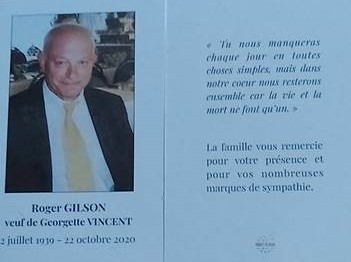 Roger GILSON
veuf de Georgette VINCENT
2 juillet 1939 - 22 octobre 2020
« Tu nous manqueras
chaque jour en toutes
choses simples, mais dans
notre coeur nous resterons
ensemble car la vie et la
mort ne font qu'un. »
La famille vous remercie
pour votre présence et
pour vos nombreuses
marques de sympathie.